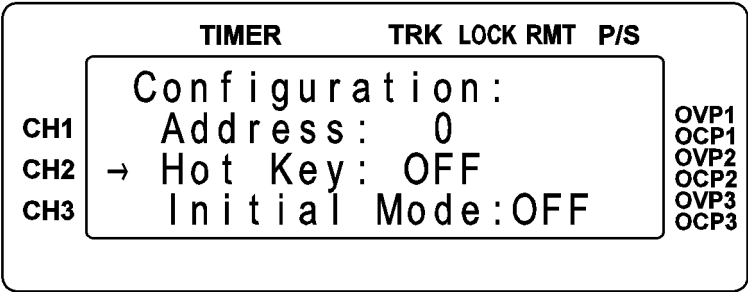 TIMER TRK LOCK RMT P/S
Configuration:
CH1 Address: 0 OVP1
OCP1
CH2 → Hot Key: OFF OVP2
OCP2
CH3 Initial Mode:OFF OVP3
OCP3